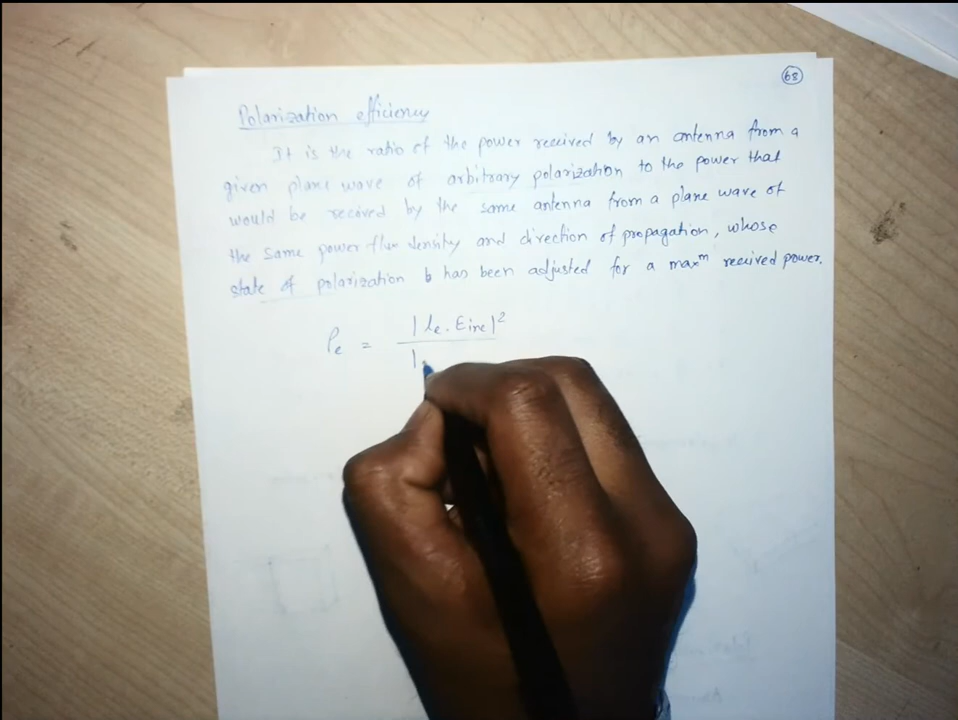 68
Polarization efficiency
It is the ratio of the power received by an antenna from a
given plane wave of arbitrary polarization to the power that
would be recived by the same antenna from a plane wave of
the same power flux density and direction of propagation, whose
state of polarization has been adjusted for a maxᵐ received power.
Pe = |le . Einc|²
|